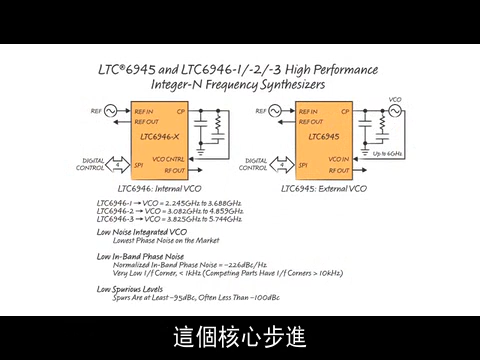 LTC®6945 and LTC6946-1/-2/-3 High Performance
Integer-N Frequency Synthesizers
VCO
REF
REF IN
CP
REF OUT
LTC6946-X
DIGITAL
CONTROL
4
SPI
VCO CNTRL
RF OUT
REF
REF IN
CP
REF OUT
LTC6945
Up to 6GHz
DIGITAL
CONTROL
4
SPI
VCO IN
RF OUT
LTC6946: Internal VCO
LTC6945: External VCO
LTC6946-1 → VCO = 2.245GHz to 3.688GHz
LTC6946-2 → VCO = 3.082GHz to 4.859GHz
LTC6946-3 → VCO = 3.825GHz to 5.744GHz
Low Noise Integrated VCO
Lowest Phase Noise on the Market
Low In-Band Phase Noise
Normalized In-Band Phase Noise = –226dBc/Hz
Very Low 1/f Corner, < 1kHz (Competing Parts Have 1/f Corners > 10kHz)
Low Spurious Levels
Spurs Are at Least –95dBc, Often Less Than –100dBc
這個核心步進